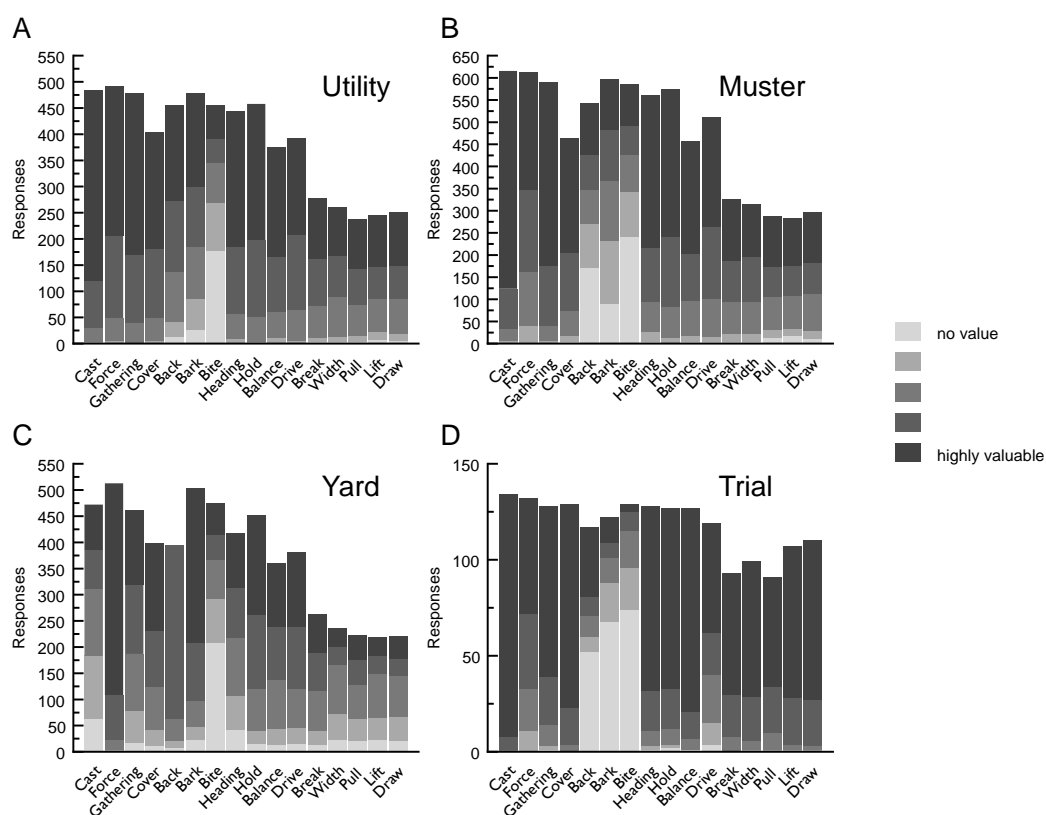 A
Utility
550
500
450
400
350
300
250
200
150
100
50
0
Responses
Cast
Force
Gathering
Cover
Back
Bark
Bite
Heading
Hold
Balance
Drive
Break
Width
Pull
Lift
Draw
B
Muster
650
600
550
500
450
400
350
300
250
200
150
100
50
0
Responses
Cast
Force
Gathering
Cover
Back
Bark
Bite
Heading
Hold
Balance
Drive
Break
Width
Pull
Lift
Draw
no value
highly valuable
C
Yard
550
500
450
400
350
300
250
200
150
100
50
0
Responses
Cast
Force
Gathering
Cover
Back
Bark
Bite
Heading
Hold
Balance
Drive
Break
Width
Pull
Lift
Draw
D
Trial
150
100
50
0
Responses
Cast
Force
Gathering
Cover
Back
Bark
Bite
Heading
Hold
Balance
Drive
Break
Width
Pull
Lift
Draw